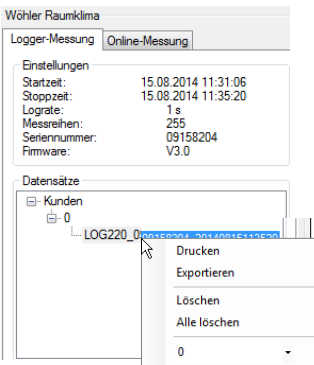 Wöhler Raumklima
Logger-Messung Online-Messung
Einstellungen
Startzeit: 15.08.2014 11:31:06
Stoppzeit: 15.08.2014 11:35:20
Lograte: 1 s
Messreihen: 255
Seriennummer: 09158204
Firmware: V3.0
Datensätze
Kunden
0
LOG220_09158204_20140815113520
Drucken
Exportieren
Löschen
Alle löschen
0